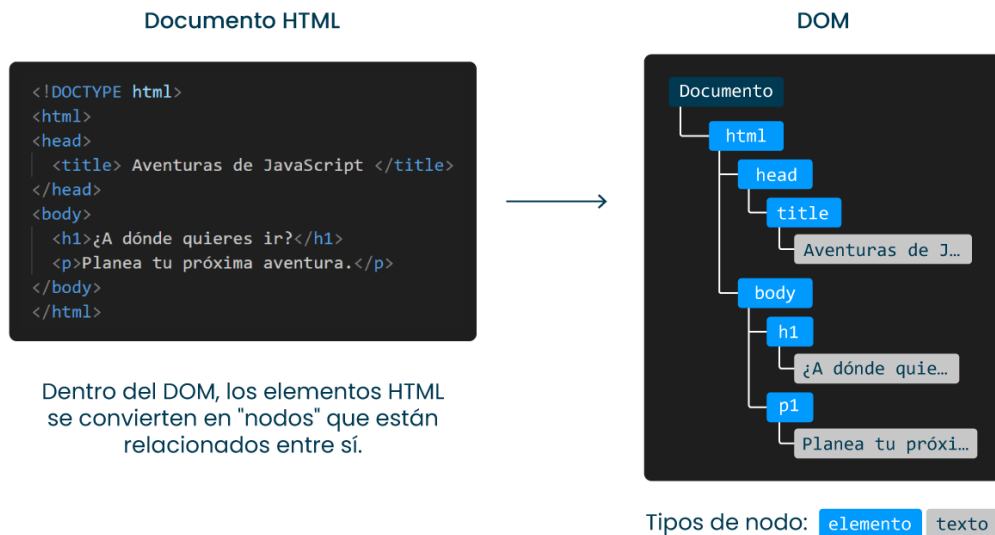 Documento HTML
<!DOCTYPE html>
<html>
<head>
<title> Aventuras de JavaScript </title>
</head>
<body>
<h1>¿A dónde quieres ir?</h1>
<p>Planea tu próxima aventura.</p>
</body>
</html>
Dentro del DOM, los elementos HTML
se convierten en "nodos" que están
relacionados entre sí.
DOM
Documento
html
head
title
Aventuras de J…
body
h1
¿A dónde quie…
p1
Planea tu próxi…
Tipos de nodo: elemento texto